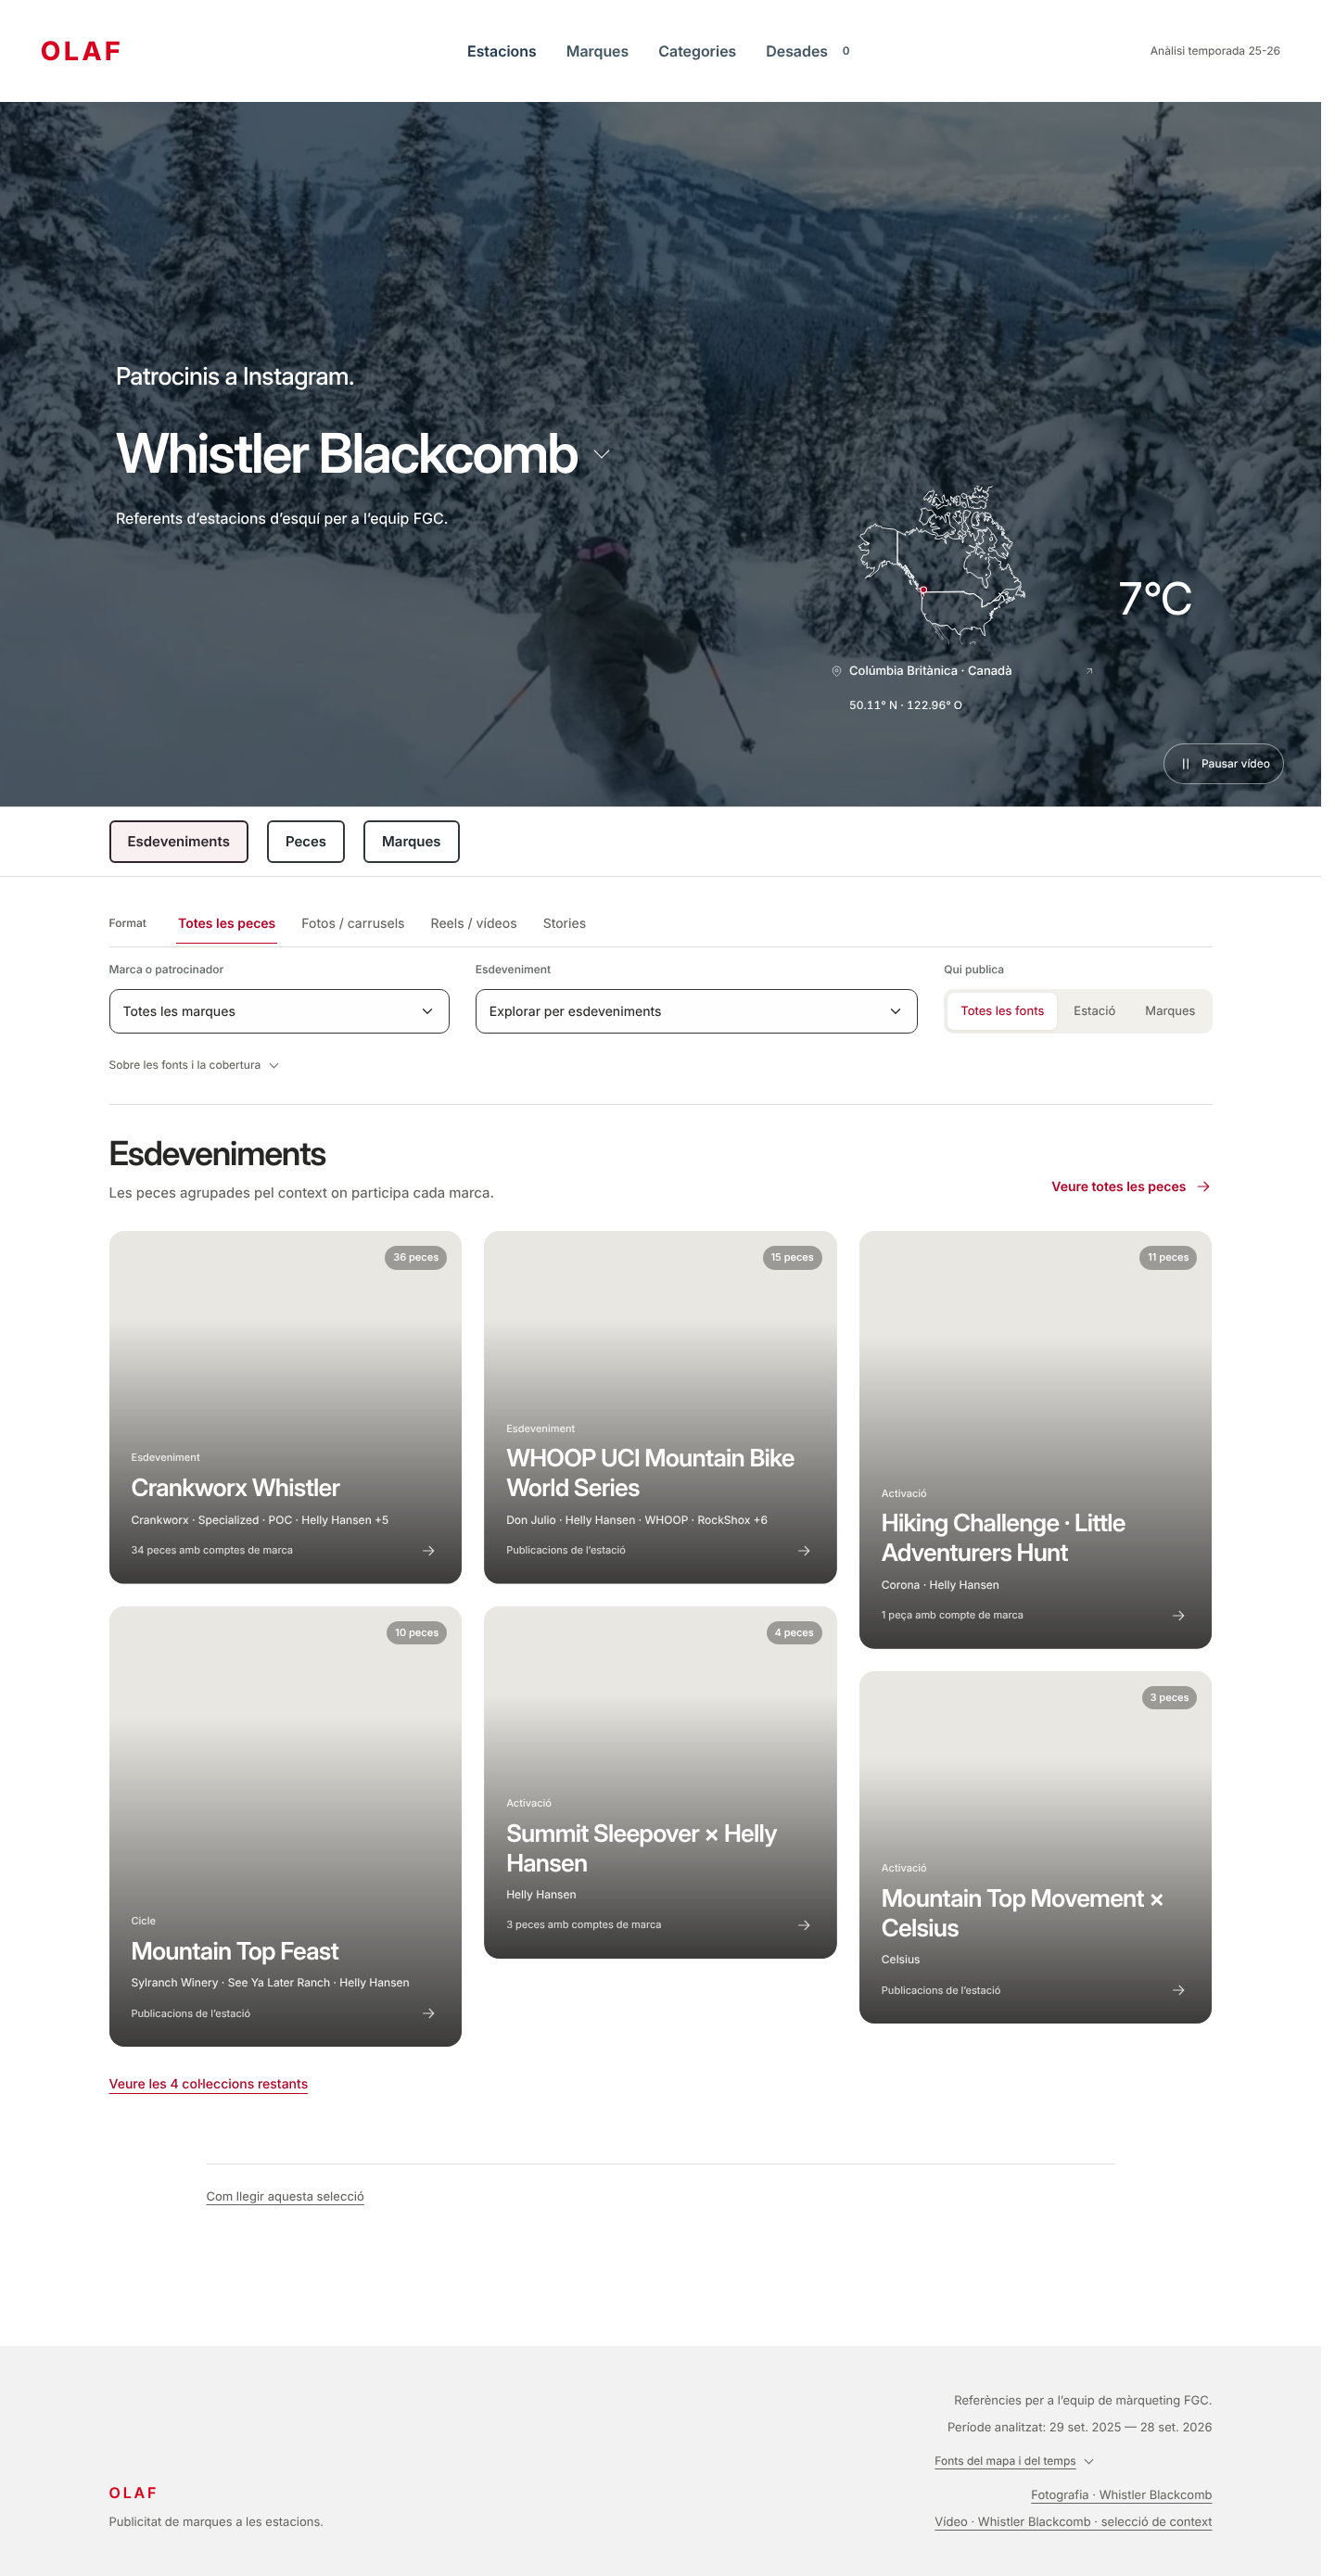 OLAF
Estacions
Marques
Categories
Desades 0
Anàlisi temporada 25-26
Patrocinis a Instagram.
Whistler Blackcomb
Referents d’estacions d’esquí per a l’equip FGC.
7°C
Colúmbia Britànica · Canadà
50.11° N · 122.96° O
Pausar vídeo
Esdeveniments
Peces
Marques
Format
Totes les peces
Fotos / carrusels
Reels / vídeos
Stories
Marca o patrocinador
Esdeveniment
Qui publica
Totes les marques
Explorar per esdeveniments
Totes les fonts
Estació
Marques
Sobre les fonts i la cobertura
Esdeveniments
Les peces agrupades pel context on participa cada marca.
Veure totes les peces
36 peces
Esdeveniment
Crankworx Whistler
Crankworx · Specialized · POC · Helly Hansen +5
34 peces amb comptes de marca
15 peces
Esdeveniment
WHOOP UCI Mountain Bike
World Series
Don Julio · Helly Hansen · WHOOP · RockShox +6
Publicacions de l’estació
11 peces
Activació
Hiking Challenge · Little
Adventurers Hunt
Corona · Helly Hansen
1 peça amb compte de marca
10 peces
Cicle
Mountain Top Feast
Sylranch Winery · See Ya Later Ranch · Helly Hansen
Publicacions de l’estació
4 peces
Activació
Summit Sleepover × Helly
Hansen
Helly Hansen
3 peces amb comptes de marca
3 peces
Activació
Mountain Top Movement ×
Celsius
Celsius
Publicacions de l’estació
Veure les 4 col·leccions restants
Com llegir aquesta selecció
Referències per a l’equip de màrqueting FGC.
Període analitzat: 29 set. 2025 — 28 set. 2026
Fonts del mapa i del temps
OLAF
Fotografia · Whistler Blackcomb
Publicitat de marques a les estacions.
Vídeo · Whistler Blackcomb · selecció de context